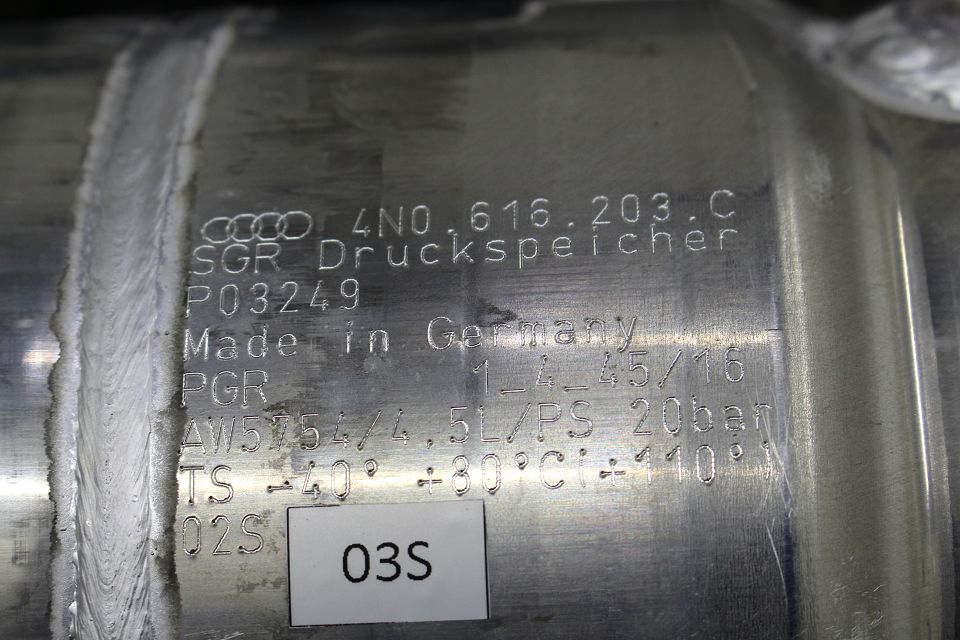 4N0.616.203.C
SGR Druckspeicher
P03249
Made in Germany
PGR 1_4_45/16
AW5754/4,5L/PS 20bar
TS -40° +80°C(+110°)
02S
03S